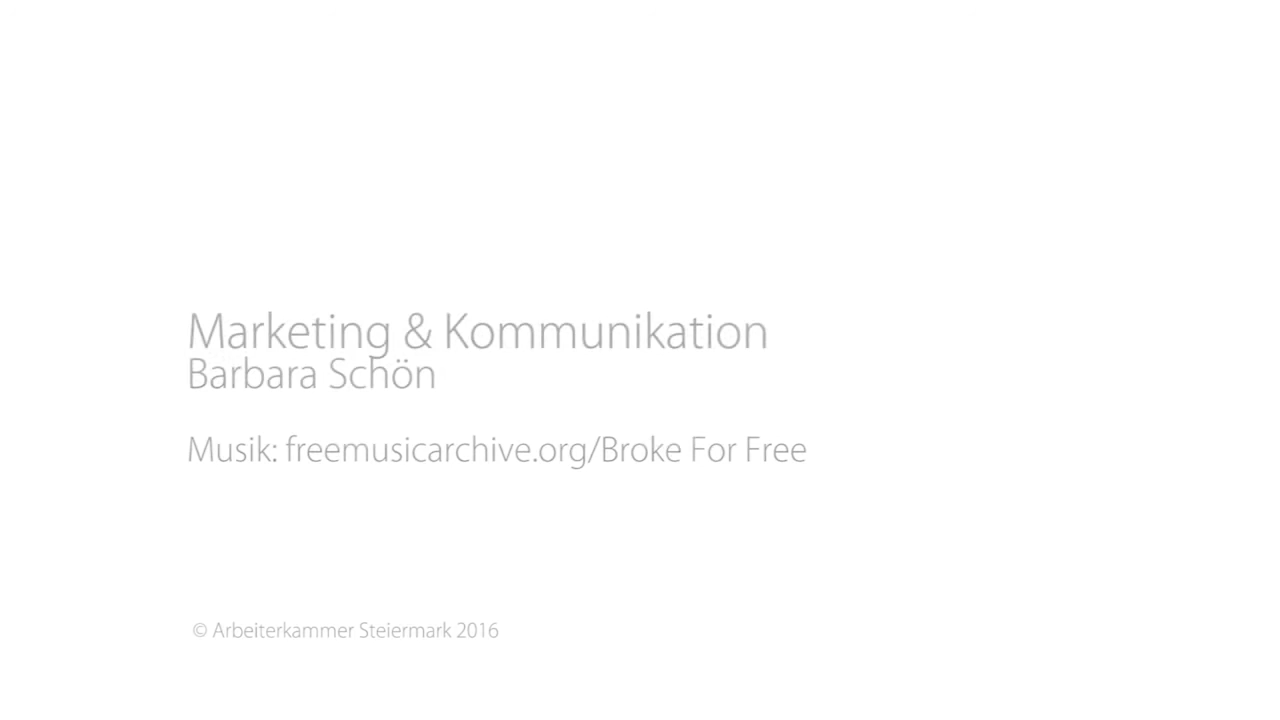 Marketing & Kommunikation
Barbara Schön
Musik: freemusicarchive.org/Broke For Free
© Arbeiterkammer Steiermark 2016